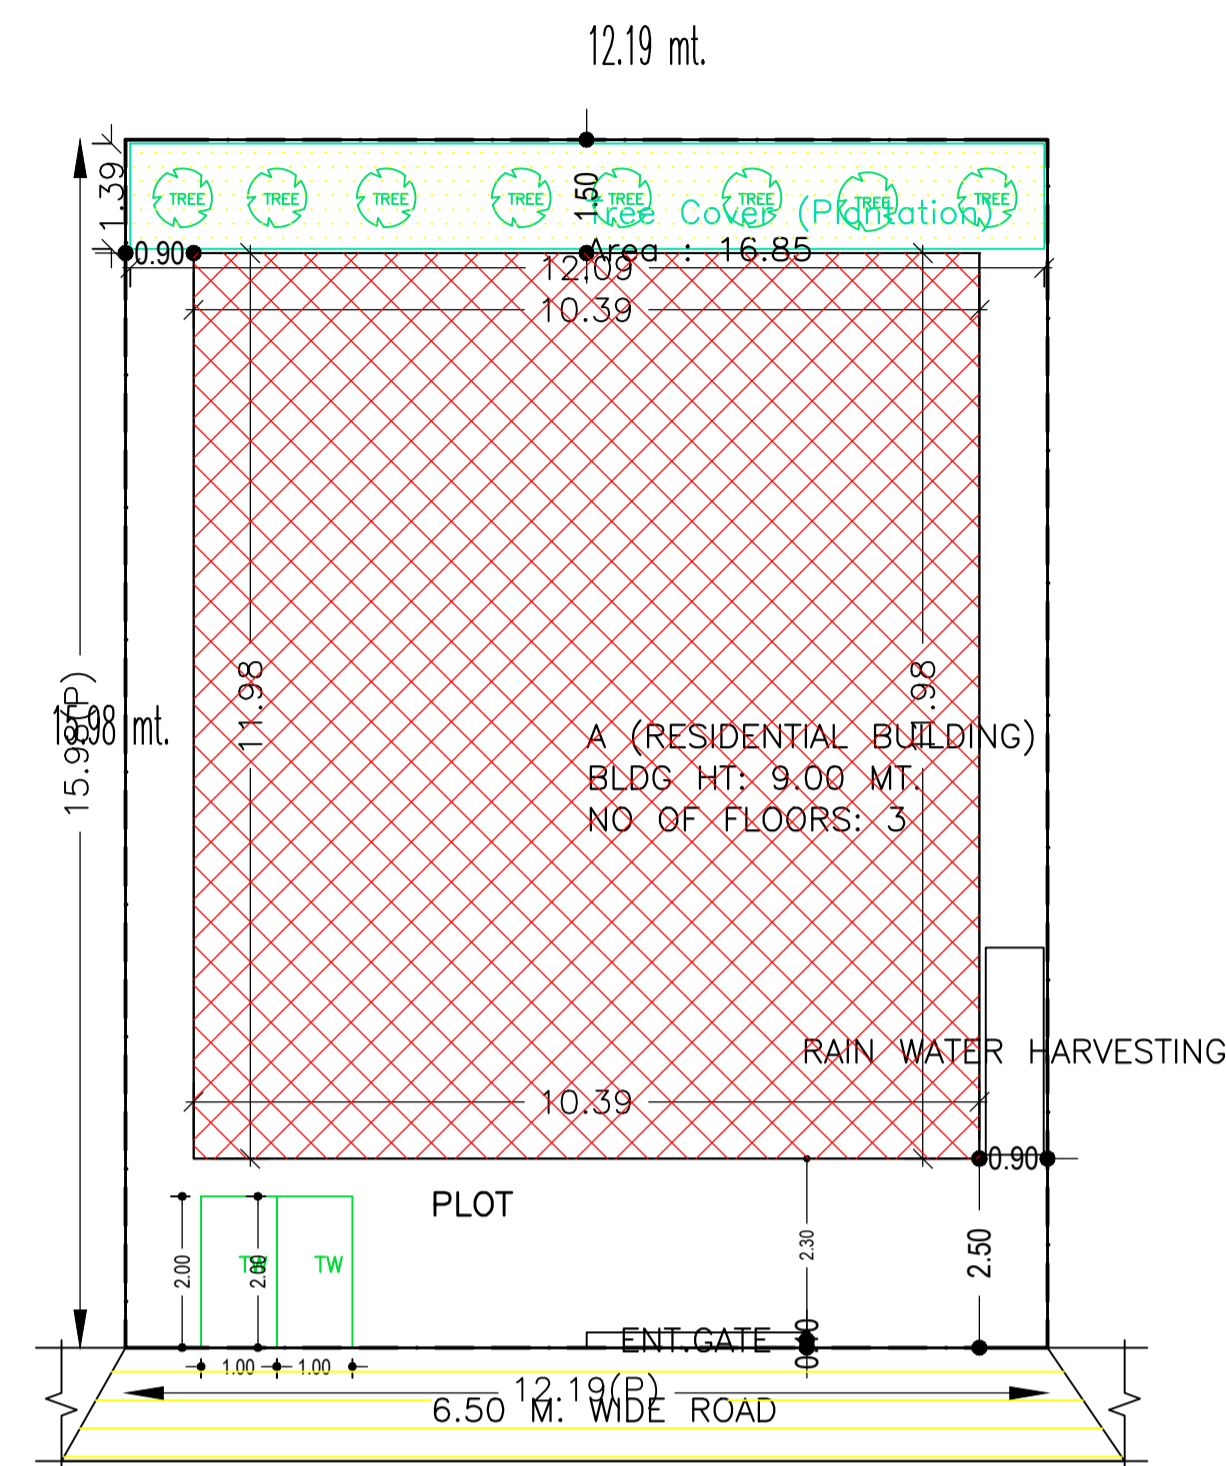 12.19 mt.
1.39
TREE TREE TREE TREE TREE TREE TREE TREE
1.50
Tree Cover (Plantation)
Area : 16.85
0.90
12.09
10.39
11.98
11.98
15.98(P)
15.98 mt.
A (RESIDENTIAL BUILDING)
BLDG HT: 9.00 MT.
NO OF FLOORS: 3
RAIN WATER HARVESTING
10.39
0.90
PLOT
2.00
TW
2.00
TW
2.30
2.50
ENT.GATE
1.00
1.00
12.19(P)
6.50 M. WIDE ROAD